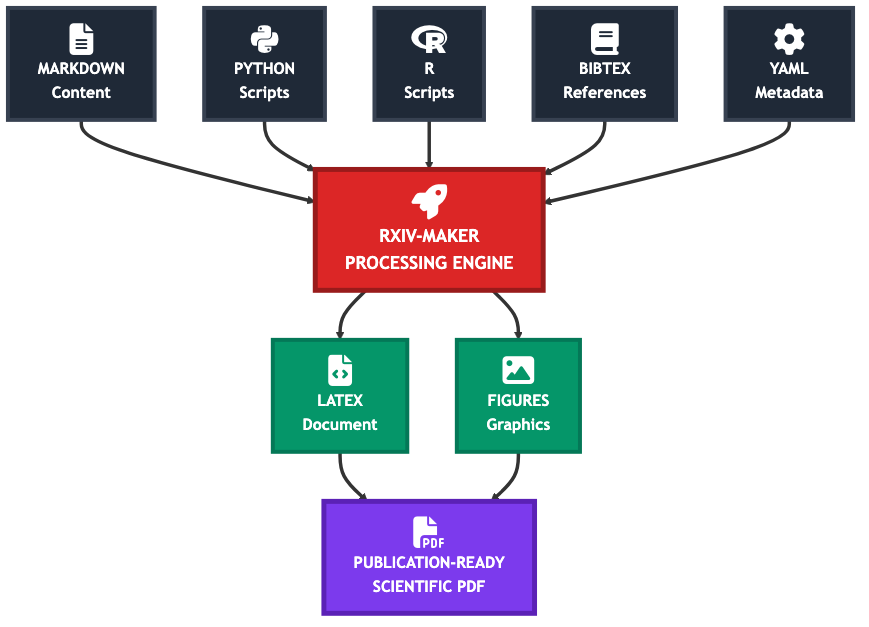 MARKDOWN
Content
PYTHON
Scripts
R
Scripts
BIBTEX
References
YAML
Metadata
RXIV-MAKER
PROCESSING ENGINE
LATEX
Document
FIGURES
Graphics
PDF
PUBLICATION-READY
SCIENTIFIC PDF